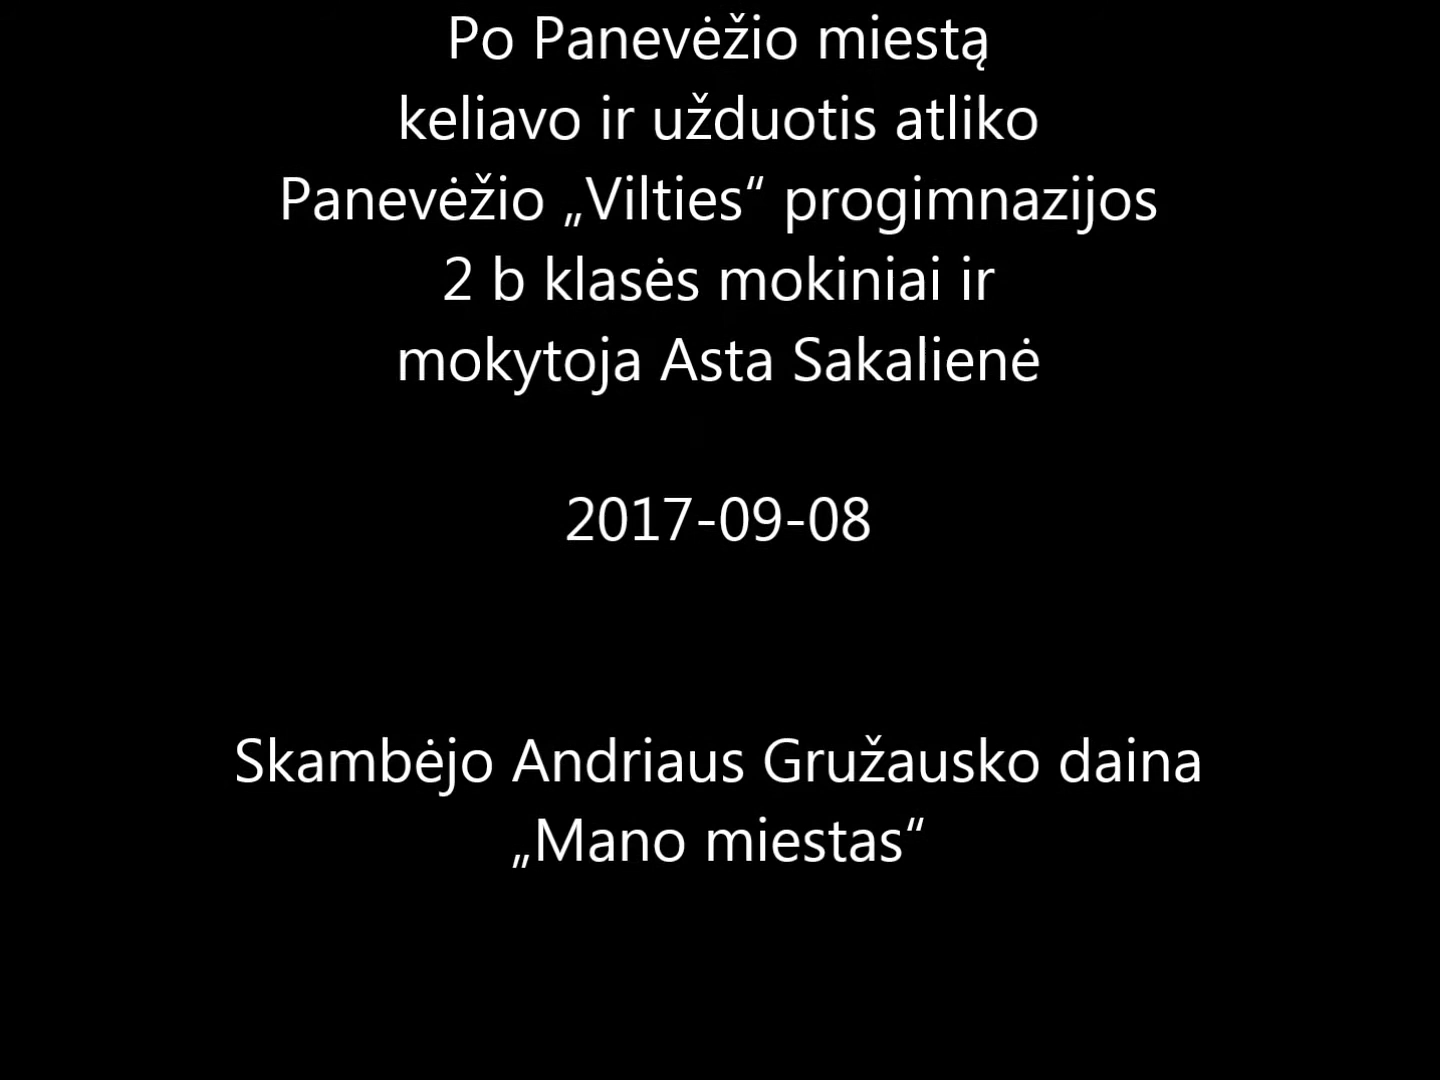 Po Panevėžio miestą
keliavo ir užduotis atliko
Panevėžio „Vilties“ progimnazijos
2 b klasės mokiniai ir
mokytoja Asta Sakalienė
2017-09-08
Skambėjo Andriaus Gružausko daina
„Mano miestas“